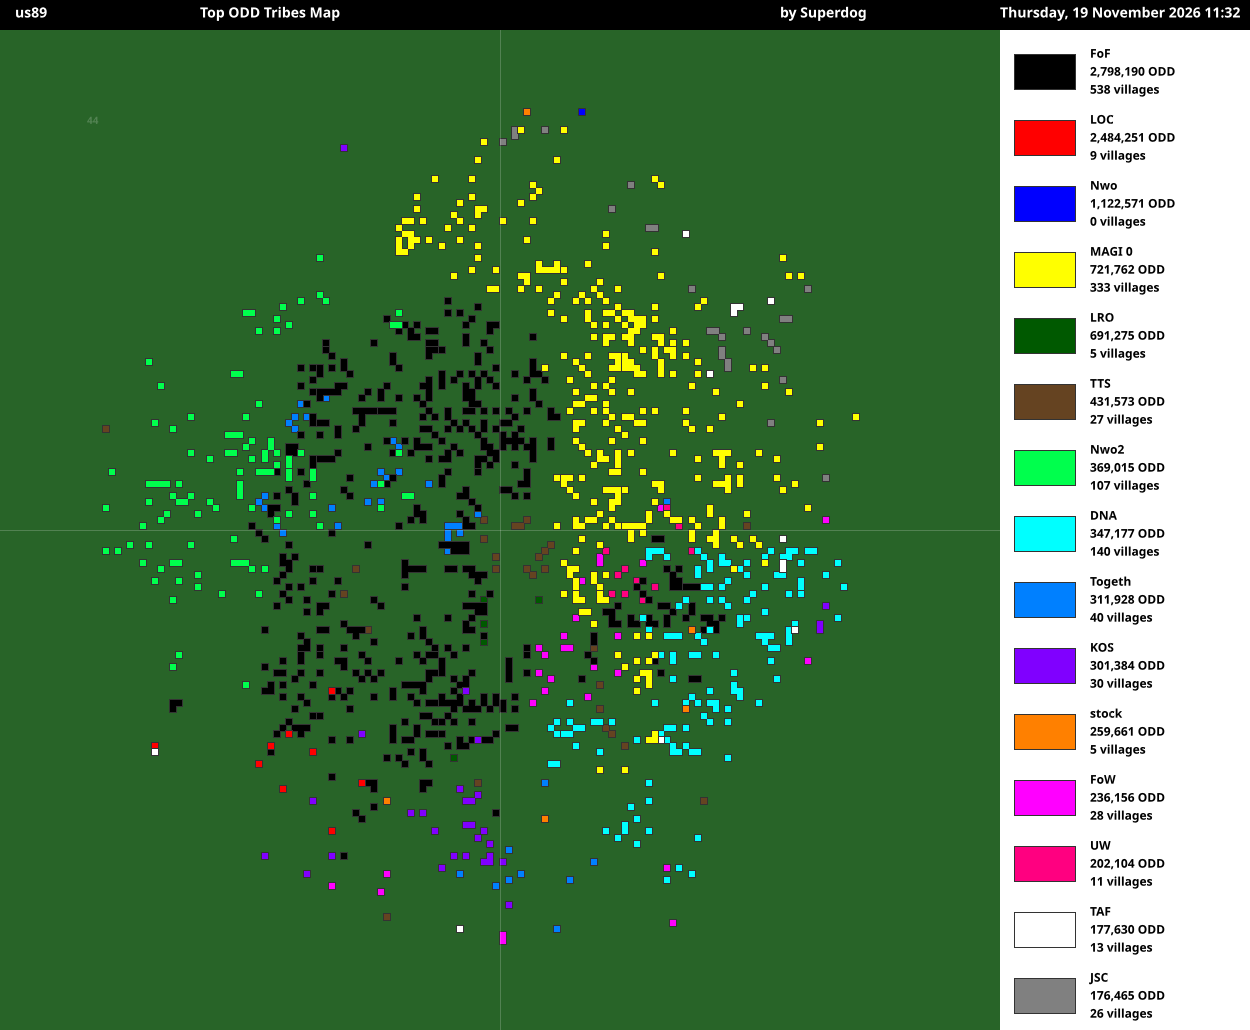 us89 Top ODD Tribes Map by Superdog Thursday, 19 November 2026 11:32
44
FoF
2,798,190 ODD
538 villages
LOC
2,484,251 ODD
9 villages
Nwo
1,122,571 ODD
0 villages
MAGI 0
721,762 ODD
333 villages
LRO
691,275 ODD
5 villages
TTS
431,573 ODD
27 villages
Nwo2
369,015 ODD
107 villages
DNA
347,177 ODD
140 villages
Togeth
311,928 ODD
40 villages
KOS
301,384 ODD
30 villages
stock
259,661 ODD
5 villages
FoW
236,156 ODD
28 villages
UW
202,104 ODD
11 villages
TAF
177,630 ODD
13 villages
JSC
176,465 ODD
26 villages